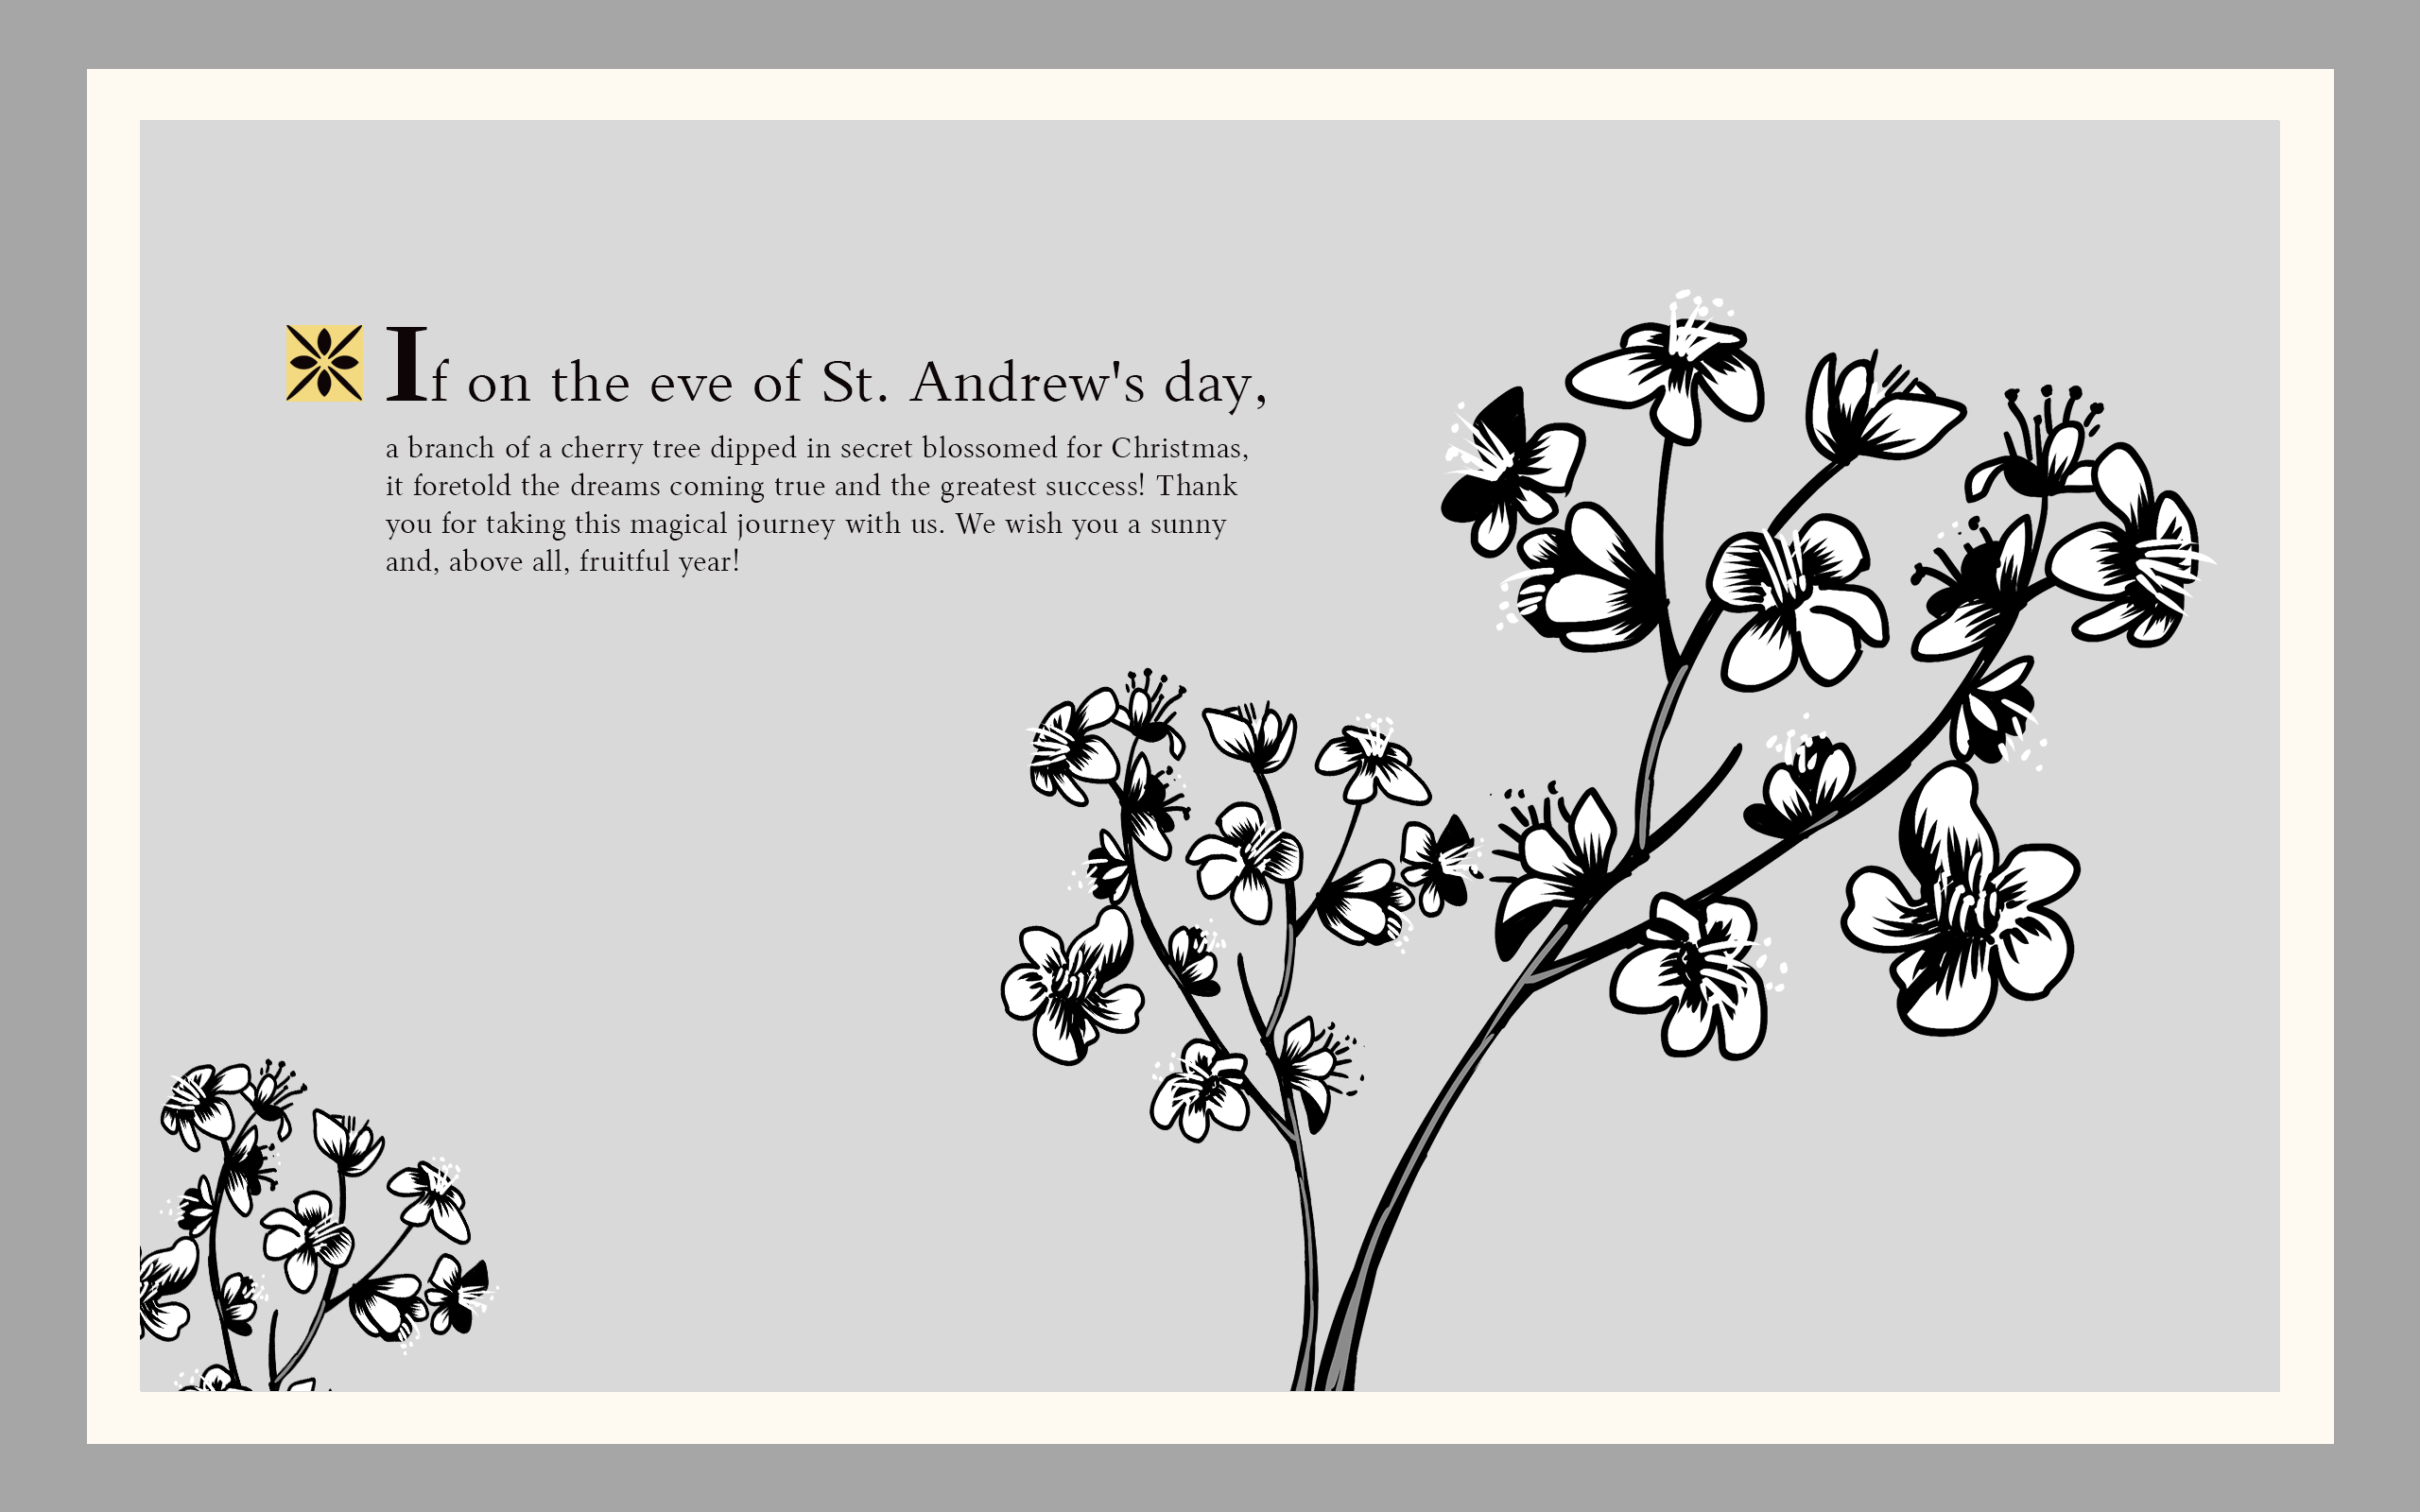 If on the eve of St. Andrew's day,
a branch of a cherry tree dipped in secret blossomed for Christmas,
it foretold the dreams coming true and the greatest success! Thank
you for taking this magical journey with us. We wish you a sunny
and, above all, fruitful year!